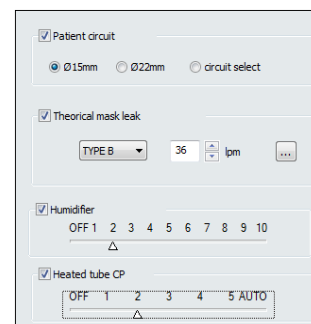 Patient circuit
Ø15mm Ø22mm circuit select
Theorical mask leak
TYPE B 36 lpm ...
Humidifier
OFF 1 2 3 4 5 6 7 8 9 10
Heated tube CP
OFF 1 2 3 4 5 AUTO